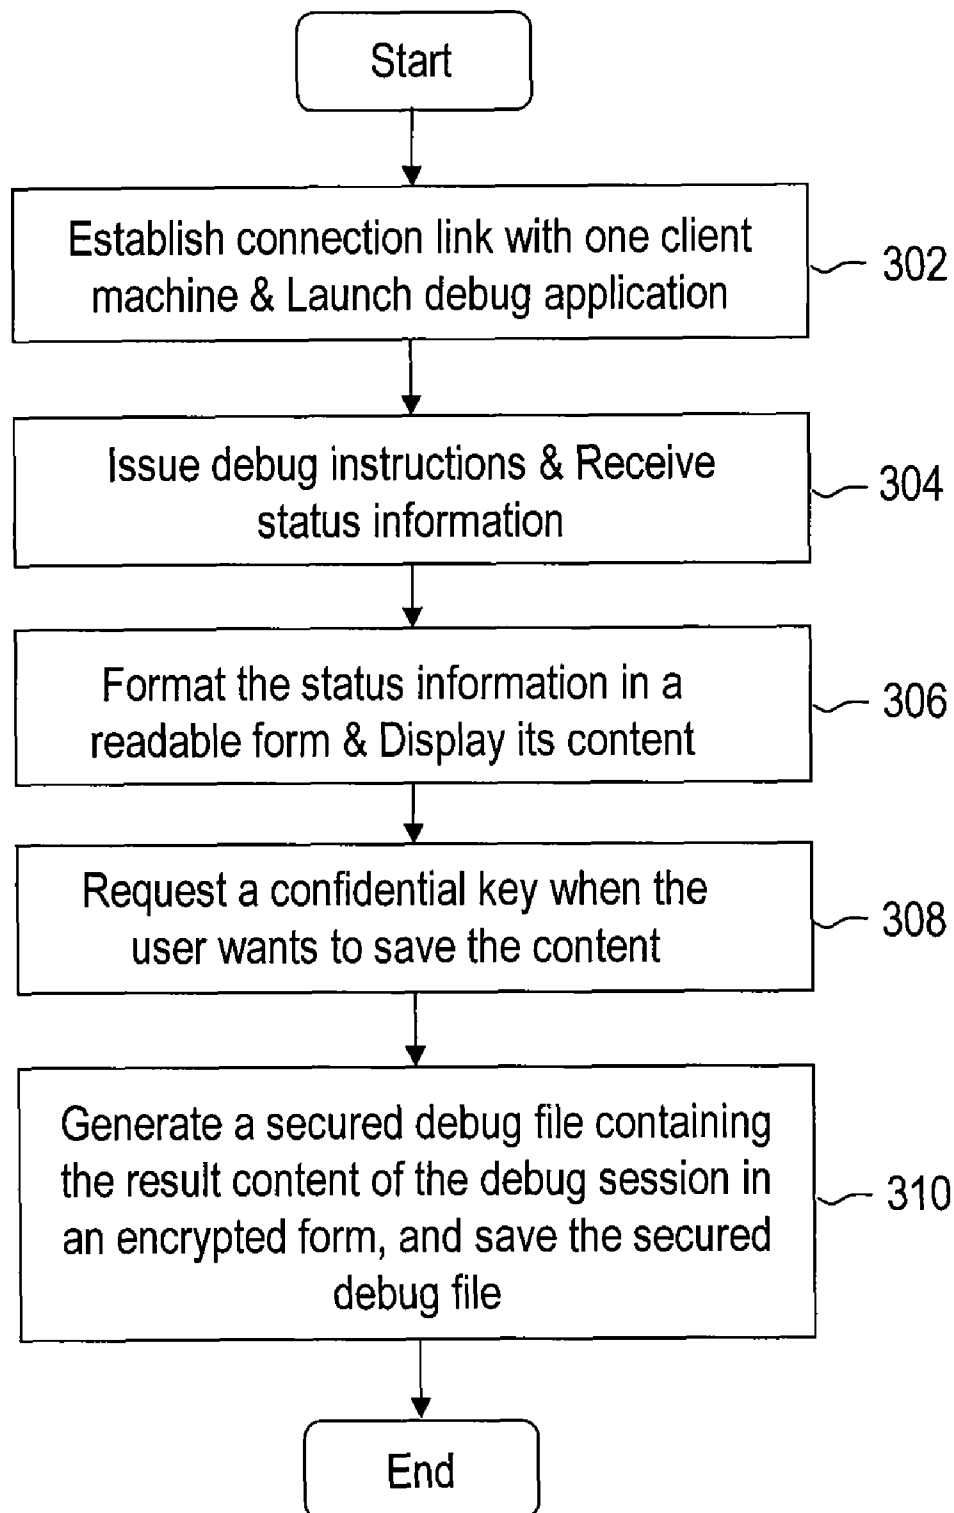 Start
Establish connection link with one client
machine & Launch debug application
302
Issue debug instructions & Receive
status information
304
Format the status information in a
readable form & Display its content
306
Request a confidential key when the
user wants to save the content
308
Generate a secured debug file containing
the result content of the debug session in
an encrypted form, and save the secured
debug file
310
End